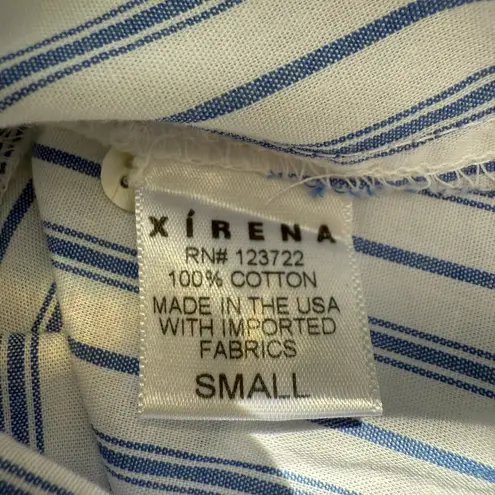 XÍRENA
RN# 123722
100% COTTON
MADE IN THE USA
WITH IMPORTED
FABRICS
SMALL